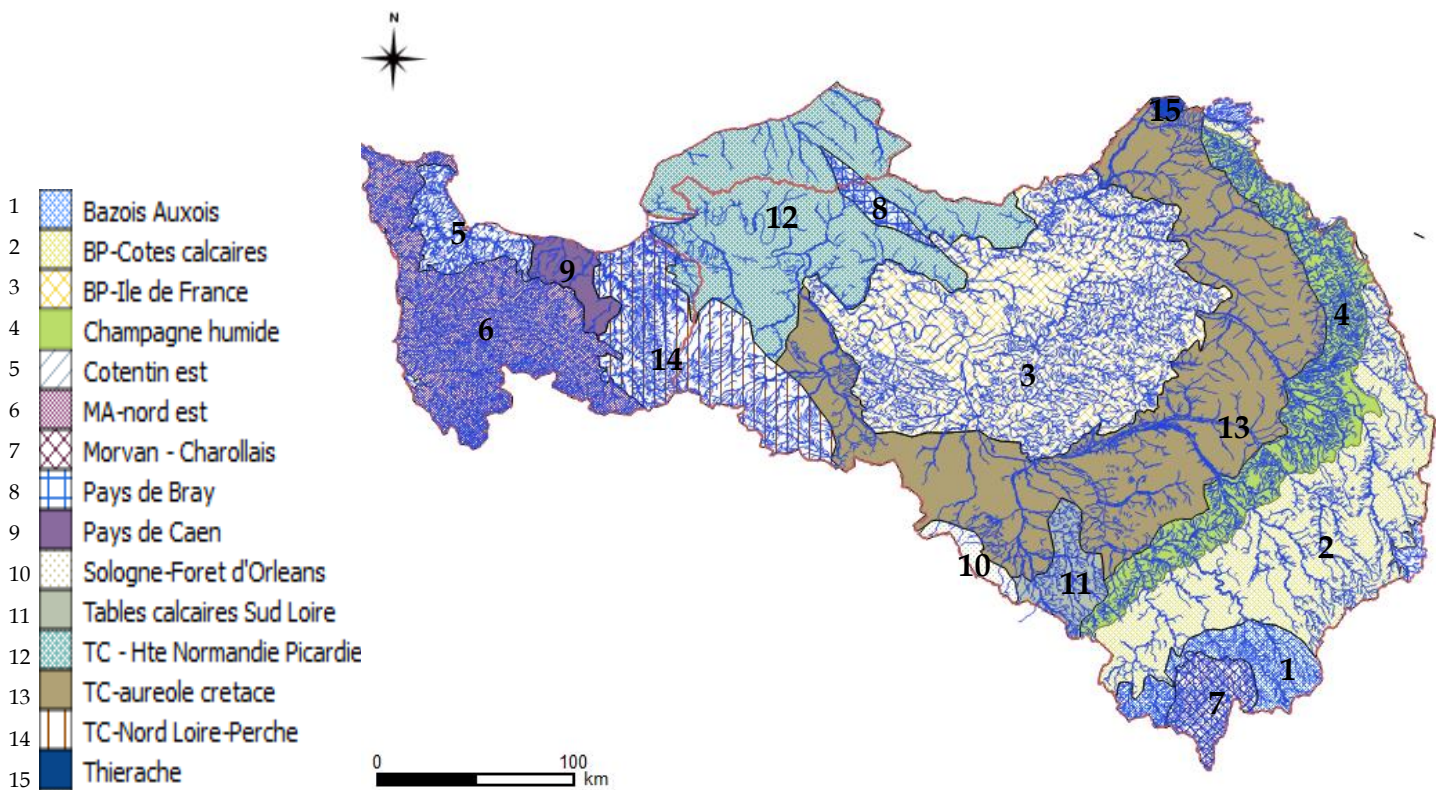 N
1 Bazois Auxois
2 BP-Cotes calcaires
3 BP-Ile de France
4 Champagne humide
5 Cotentin est
6 MA-nord est
7 Morvan - Charollais
8 Pays de Bray
9 Pays de Caen
10 Sologne-Foret d'Orleans
11 Tables calcaires Sud Loire
12 TC - Hte Normandie Picardie
13 TC-aureole cretace
14 TC-Nord Loire-Perche
15 Thierache
15
12
8
5
9
4
6
14
3
13
2
10
11
1
7
0 100
km